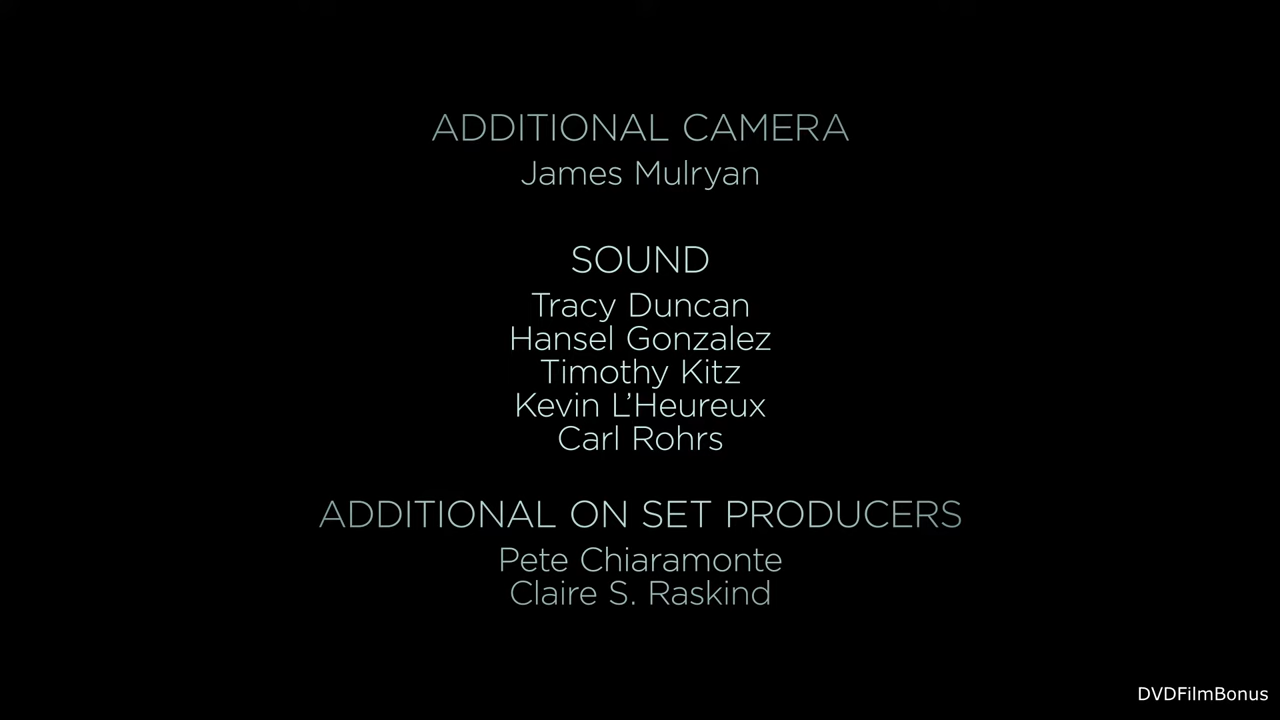 ADDITIONAL CAMERA
James Mulryan
SOUND
Tracy Duncan
Hansel Gonzalez
Timothy Kitz
Kevin L’Heureux
Carl Rohrs
ADDITIONAL ON SET PRODUCERS
Pete Chiaramonte
Claire S. Raskind
DVDFilmBonus